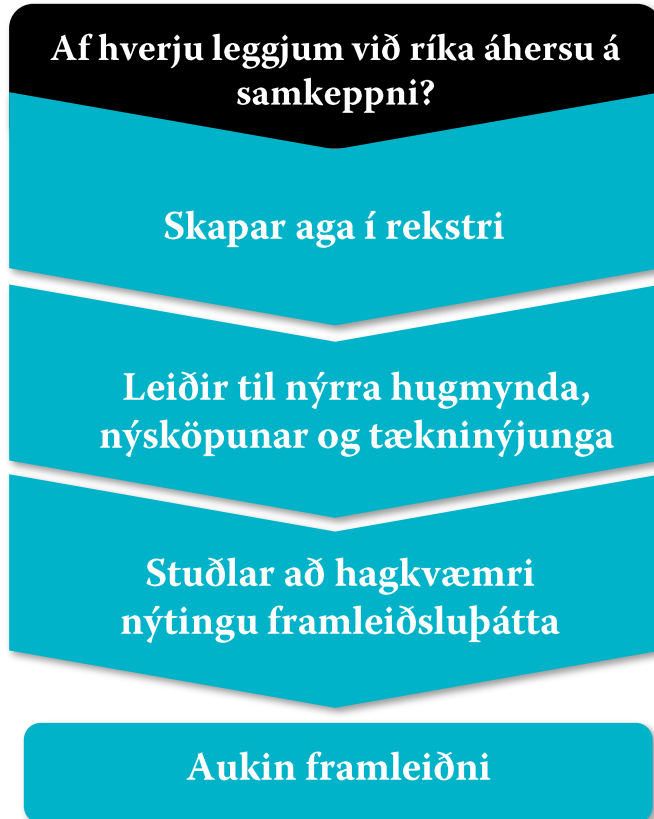 Af hverju leggjum við ríka áhersu á
samkeppni?
Skapar aga í rekstri
Leiðir til nýrra hugmynda,
nýsköpunar og tækninýjunga
Stuðlar að hagkvæmri
nýtingu framleiðsluþátta
Aukin framleiðni